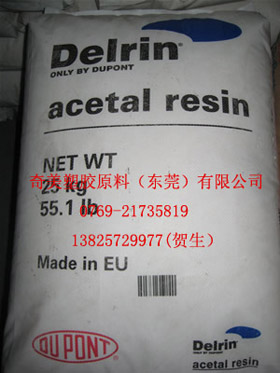 Delrin®
ONLY BY DUPONT
acetal resin
NET WT
25 kg
55.1 lb
奇美塑胶原料（东莞）有限公司
0769-21735819
13825729977(贺生)
Made in EU
DUPONT®
Delrin®
acetal resin